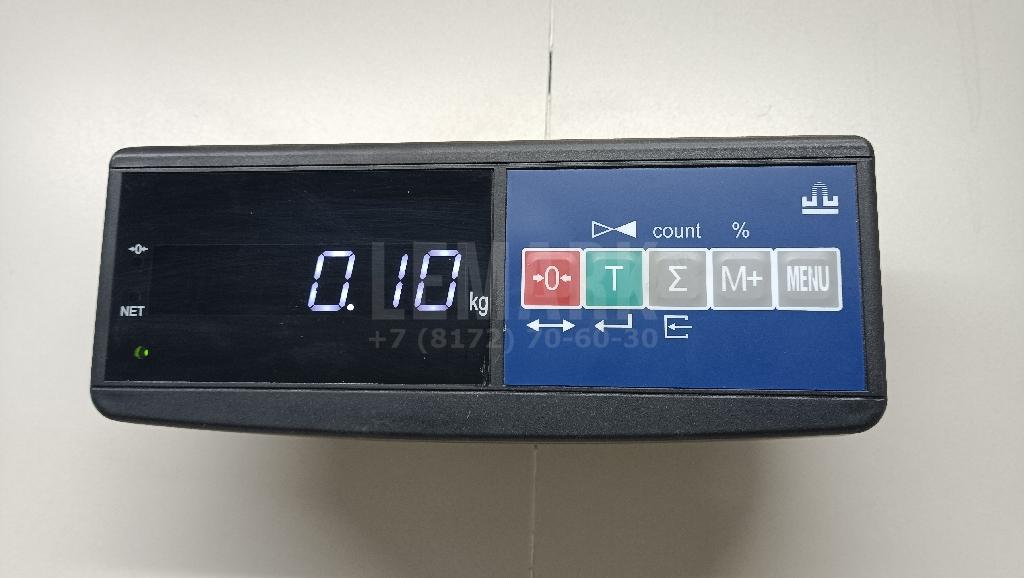 count %
→0←
0.10 kg
→0← T Σ M+ MENU
NET
LEMARK
+7 (8172) 70-60-30